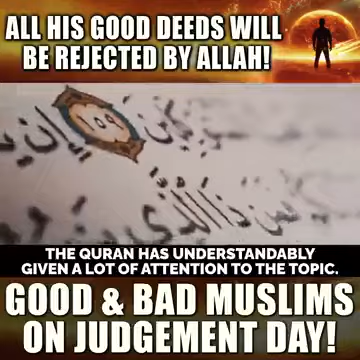 ALL HIS GOOD DEEDS WILL
BE REJECTED BY ALLAH!
١٥٩
إِن
THE QURAN HAS UNDERSTANDABLY
GIVEN A LOT OF ATTENTION TO THE TOPIC.
GOOD & BAD MUSLIMS
ON JUDGEMENT DAY!